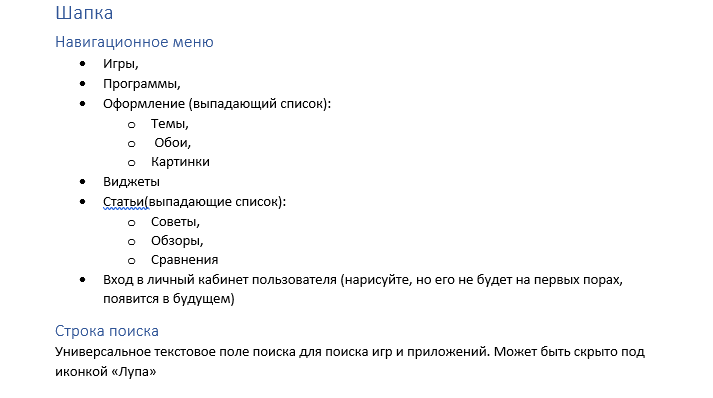 Шапка
Навигационное меню
• Игры,
• Программы,
• Оформление (выпадающий список):
o Темы,
o Обои,
o Картинки
• Виджеты
• Статьи(выпадающие список):
o Советы,
o Обзоры,
o Сравнения
• Вход в личный кабинет пользователя (нарисуйте, но его не будет на первых порах,
появится в будущем)
Строка поиска
Универсальное текстовое поле поиска для поиска игр и приложений. Может быть скрыто под
иконкой «Лупа»